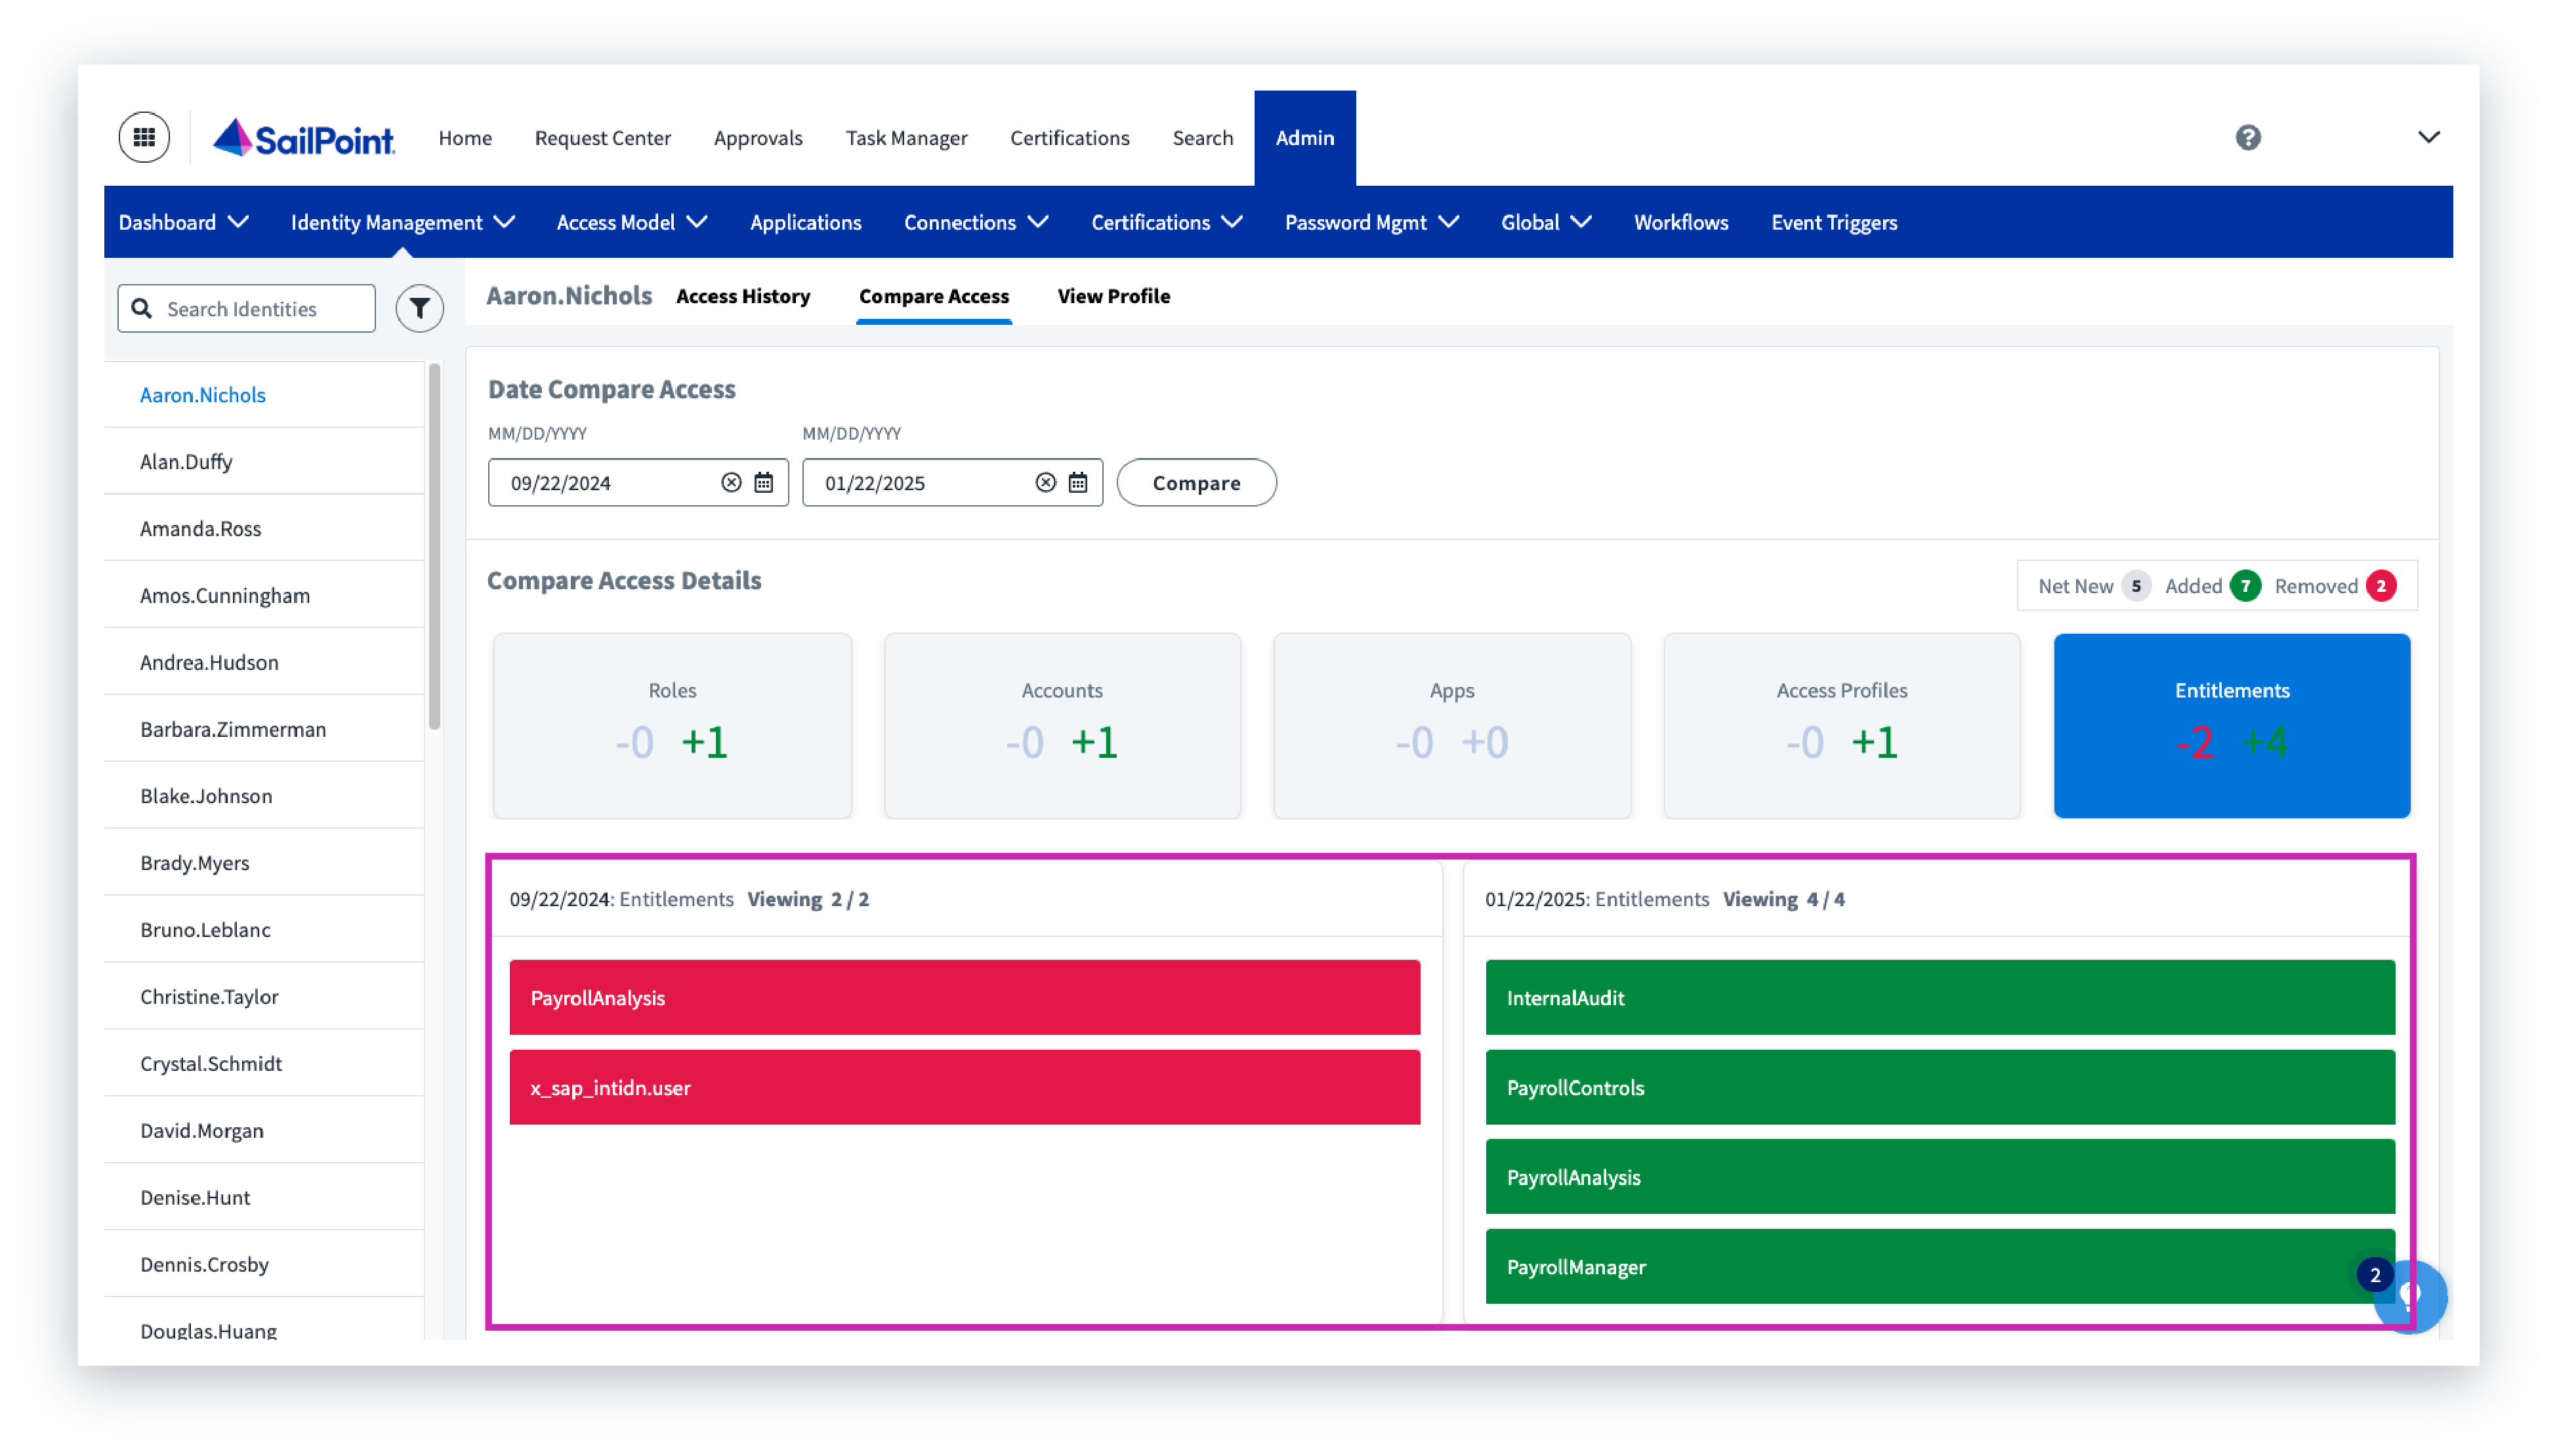 SailPoint Home Request Center Approvals Task Manager Certifications Search Admin
Dashboard Identity Management Access Model Applications Connections Certifications Password Mgmt Global Workflows Event Triggers
Search Identities
Aaron.Nichols Access History Compare Access View Profile
Aaron.Nichols
Alan.Duffy
Amanda.Ross
Amos.Cunningham
Andrea.Hudson
Barbara.Zimmerman
Blake.Johnson
Brady.Myers
Bruno.Leblanc
Christine.Taylor
Crystal.Schmidt
David.Morgan
Denise.Hunt
Dennis.Crosby
Douglas.Huang
Date Compare Access
MM/DD/YYYY MM/DD/YYYY
09/22/2024 01/22/2025 Compare
Compare Access Details
Net New 5 Added 7 Removed 2
Roles
-0 +1
Accounts
-0 +1
Apps
-0 +0
Access Profiles
-0 +1
Entitlements
-2 +4
09/22/2024: Entitlements Viewing 2 / 2
PayrollAnalysis
x_sap_intidn.user
01/22/2025: Entitlements Viewing 4 / 4
InternalAudit
PayrollControls
PayrollAnalysis
PayrollManager
2